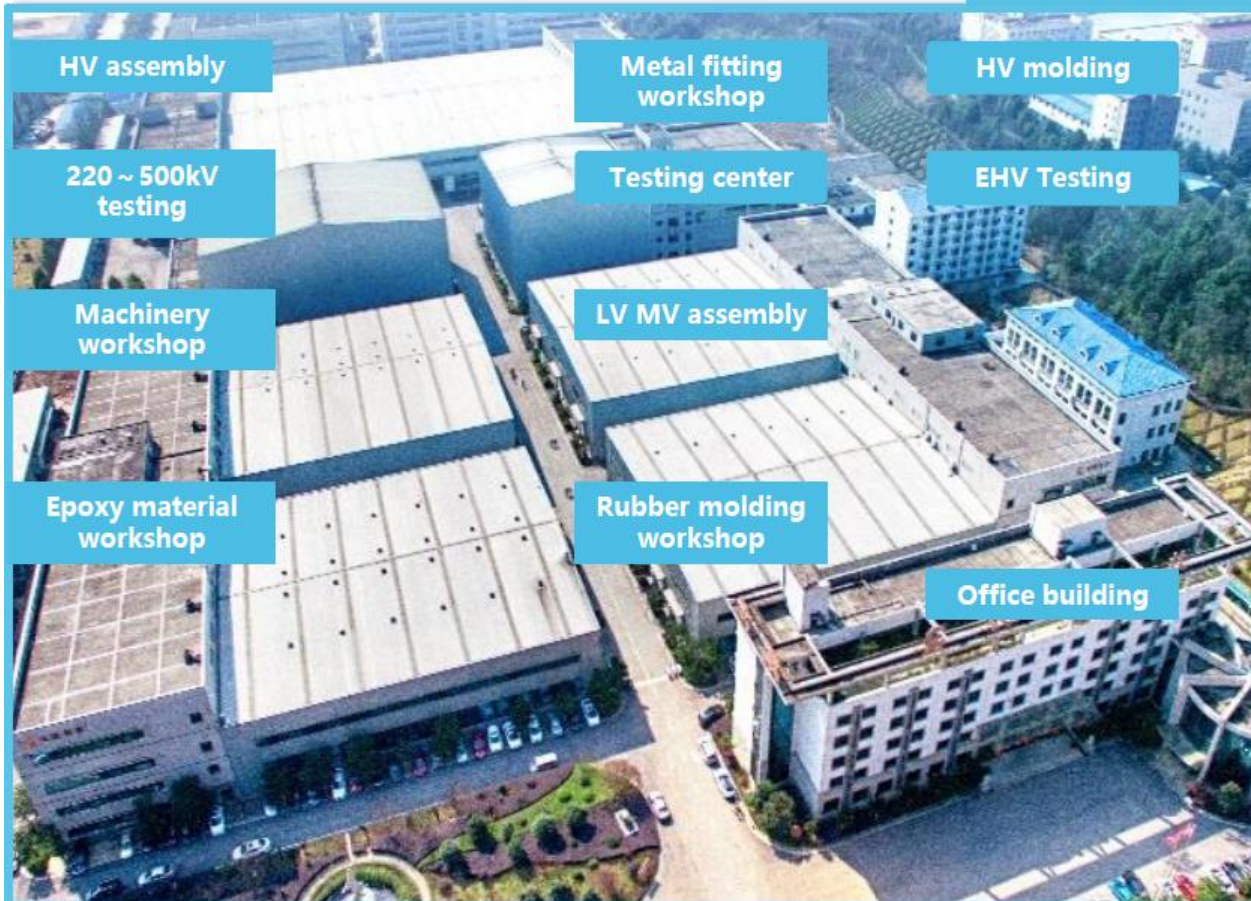 HV assembly
Metal fitting
workshop
HV molding
220～500kV
testing
Testing center
EHV Testing
Machinery
workshop
LV MV assembly
Epoxy material
workshop
Rubber molding
workshop
Office building